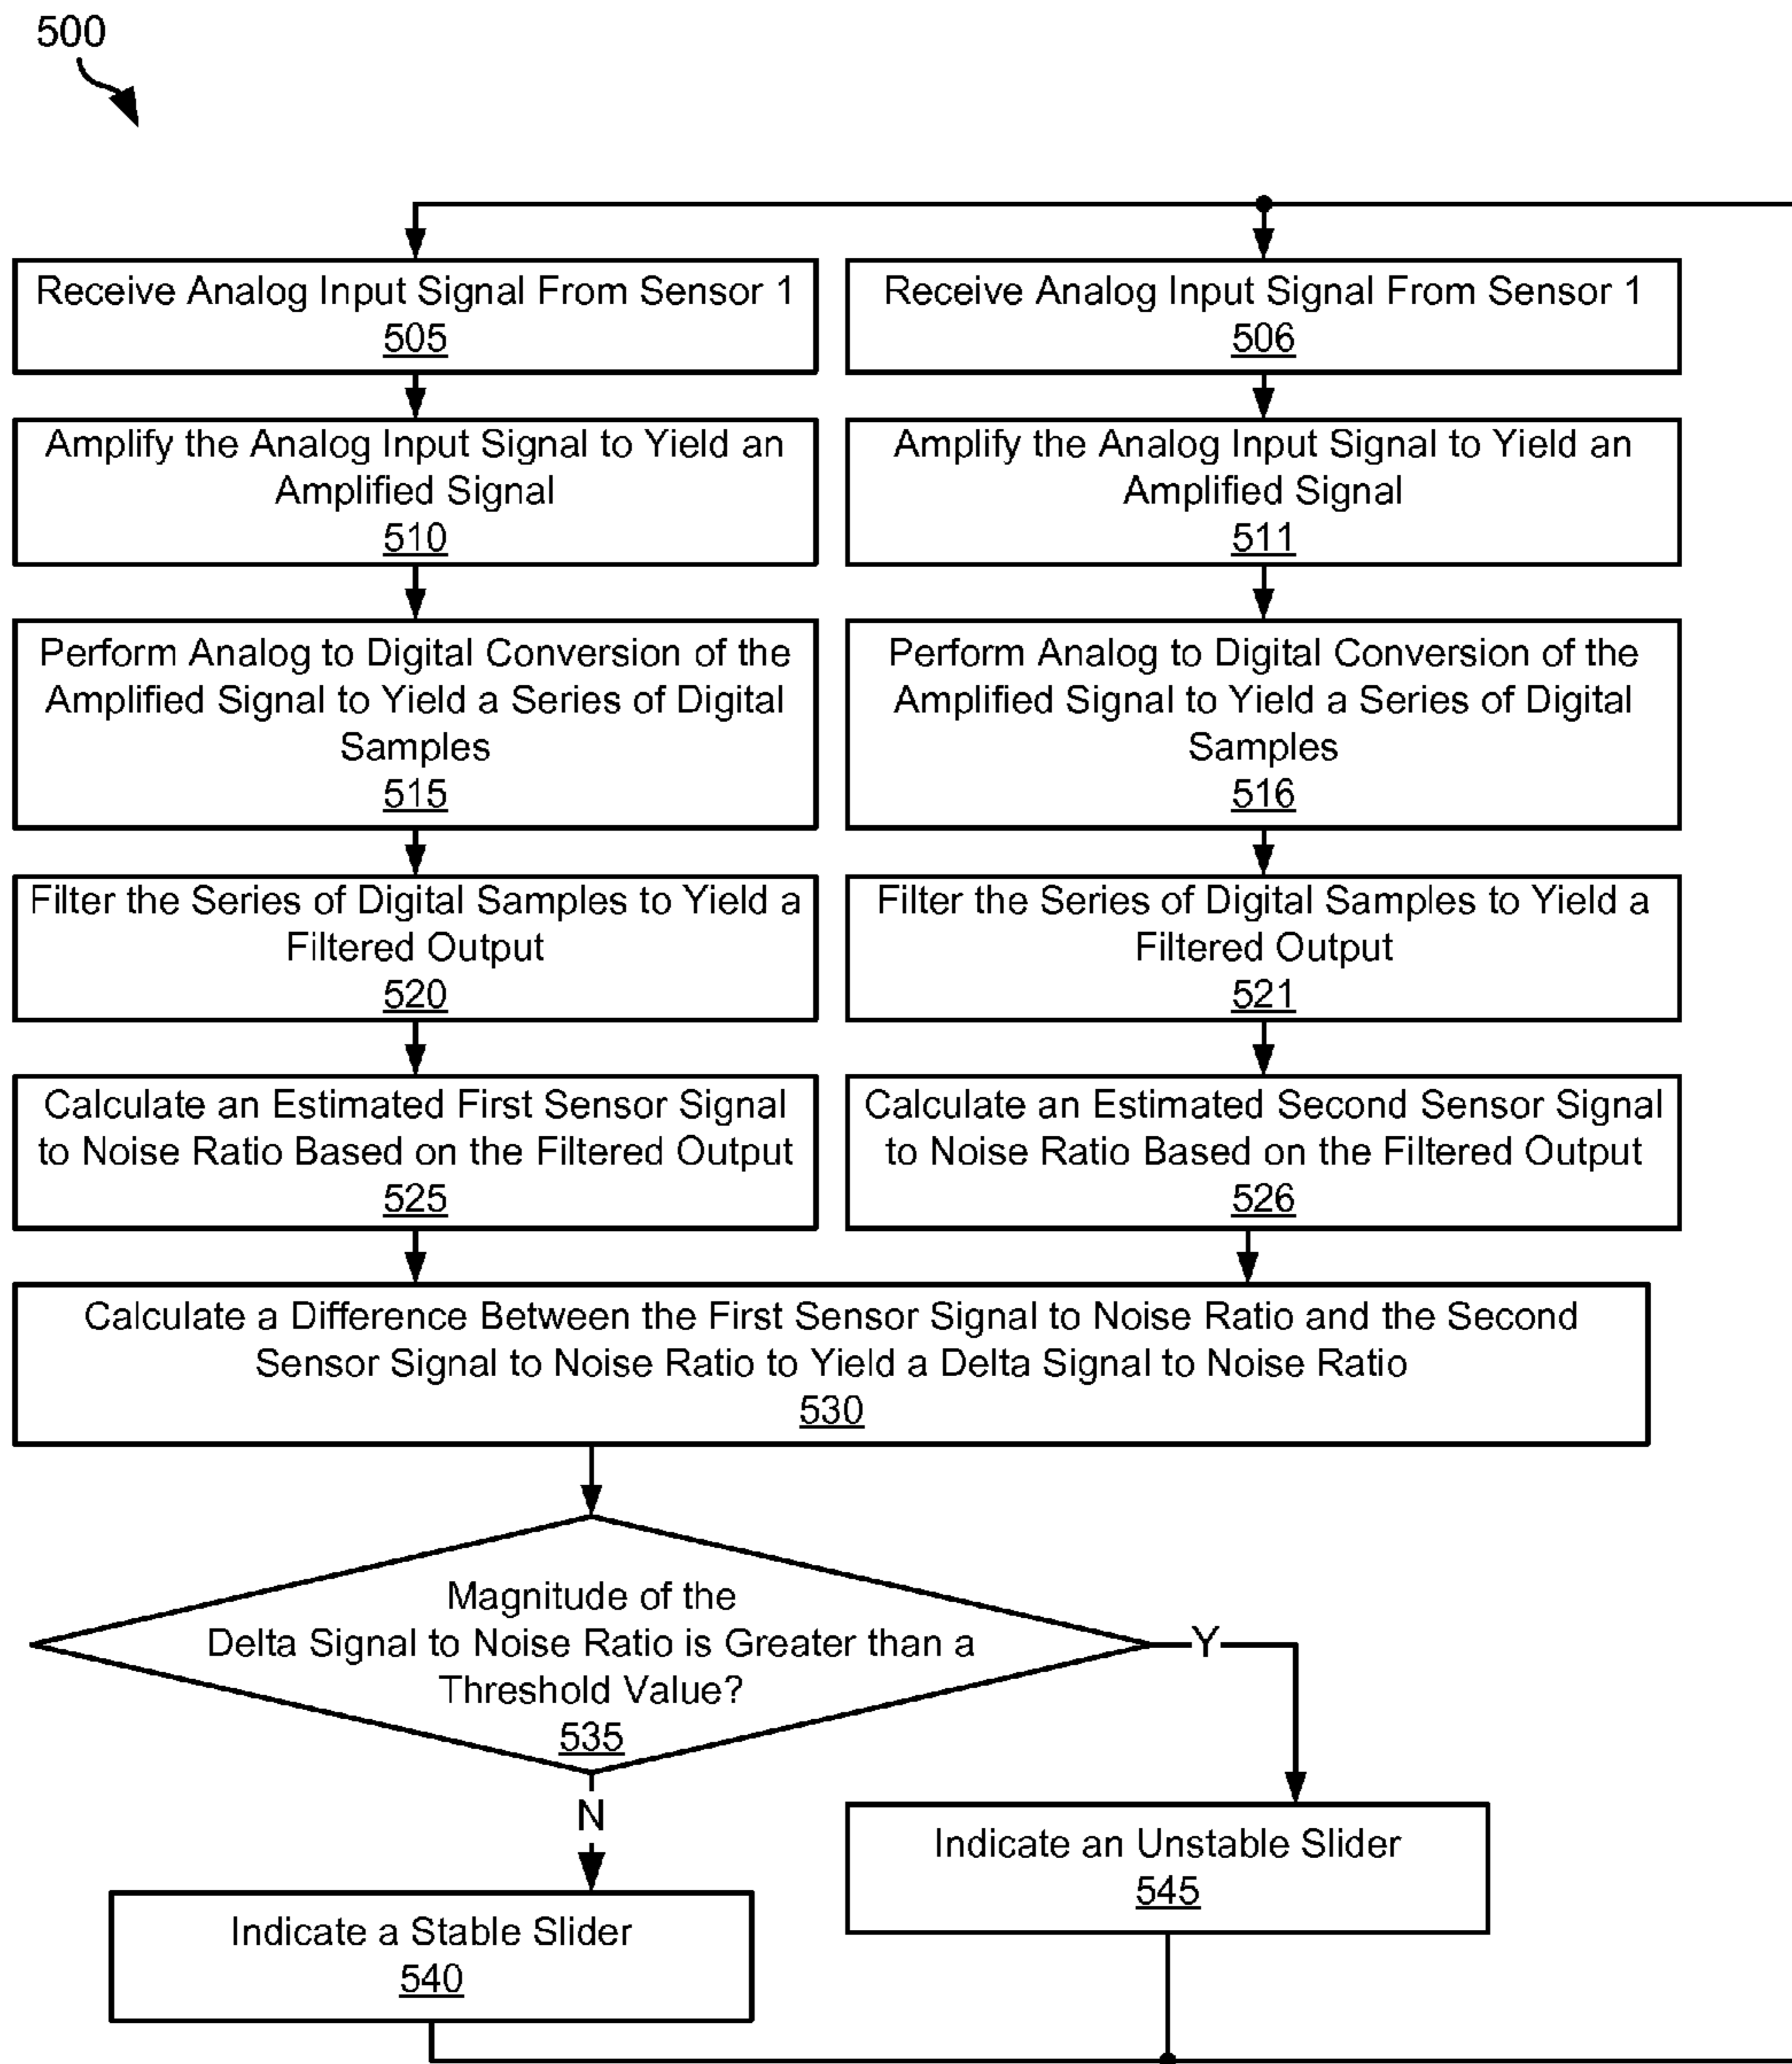 500
Receive Analog Input Signal From Sensor 1
505
Receive Analog Input Signal From Sensor 1
506
Amplify the Analog Input Signal to Yield an
Amplified Signal
510
Amplify the Analog Input Signal to Yield an
Amplified Signal
511
Perform Analog to Digital Conversion of the
Amplified Signal to Yield a Series of Digital
Samples
515
Perform Analog to Digital Conversion of the
Amplified Signal to Yield a Series of Digital
Samples
516
Filter the Series of Digital Samples to Yield a
Filtered Output
520
Filter the Series of Digital Samples to Yield a
Filtered Output
521
Calculate an Estimated First Sensor Signal
to Noise Ratio Based on the Filtered Output
525
Calculate an Estimated Second Sensor Signal
to Noise Ratio Based on the Filtered Output
526
Calculate a Difference Between the First Sensor Signal to Noise Ratio and the Second
Sensor Signal to Noise Ratio to Yield a Delta Signal to Noise Ratio
530
Magnitude of the
Delta Signal to Noise Ratio is Greater than a
Threshold Value?
535
Y
N
Indicate an Unstable Slider
545
Indicate a Stable Slider
540